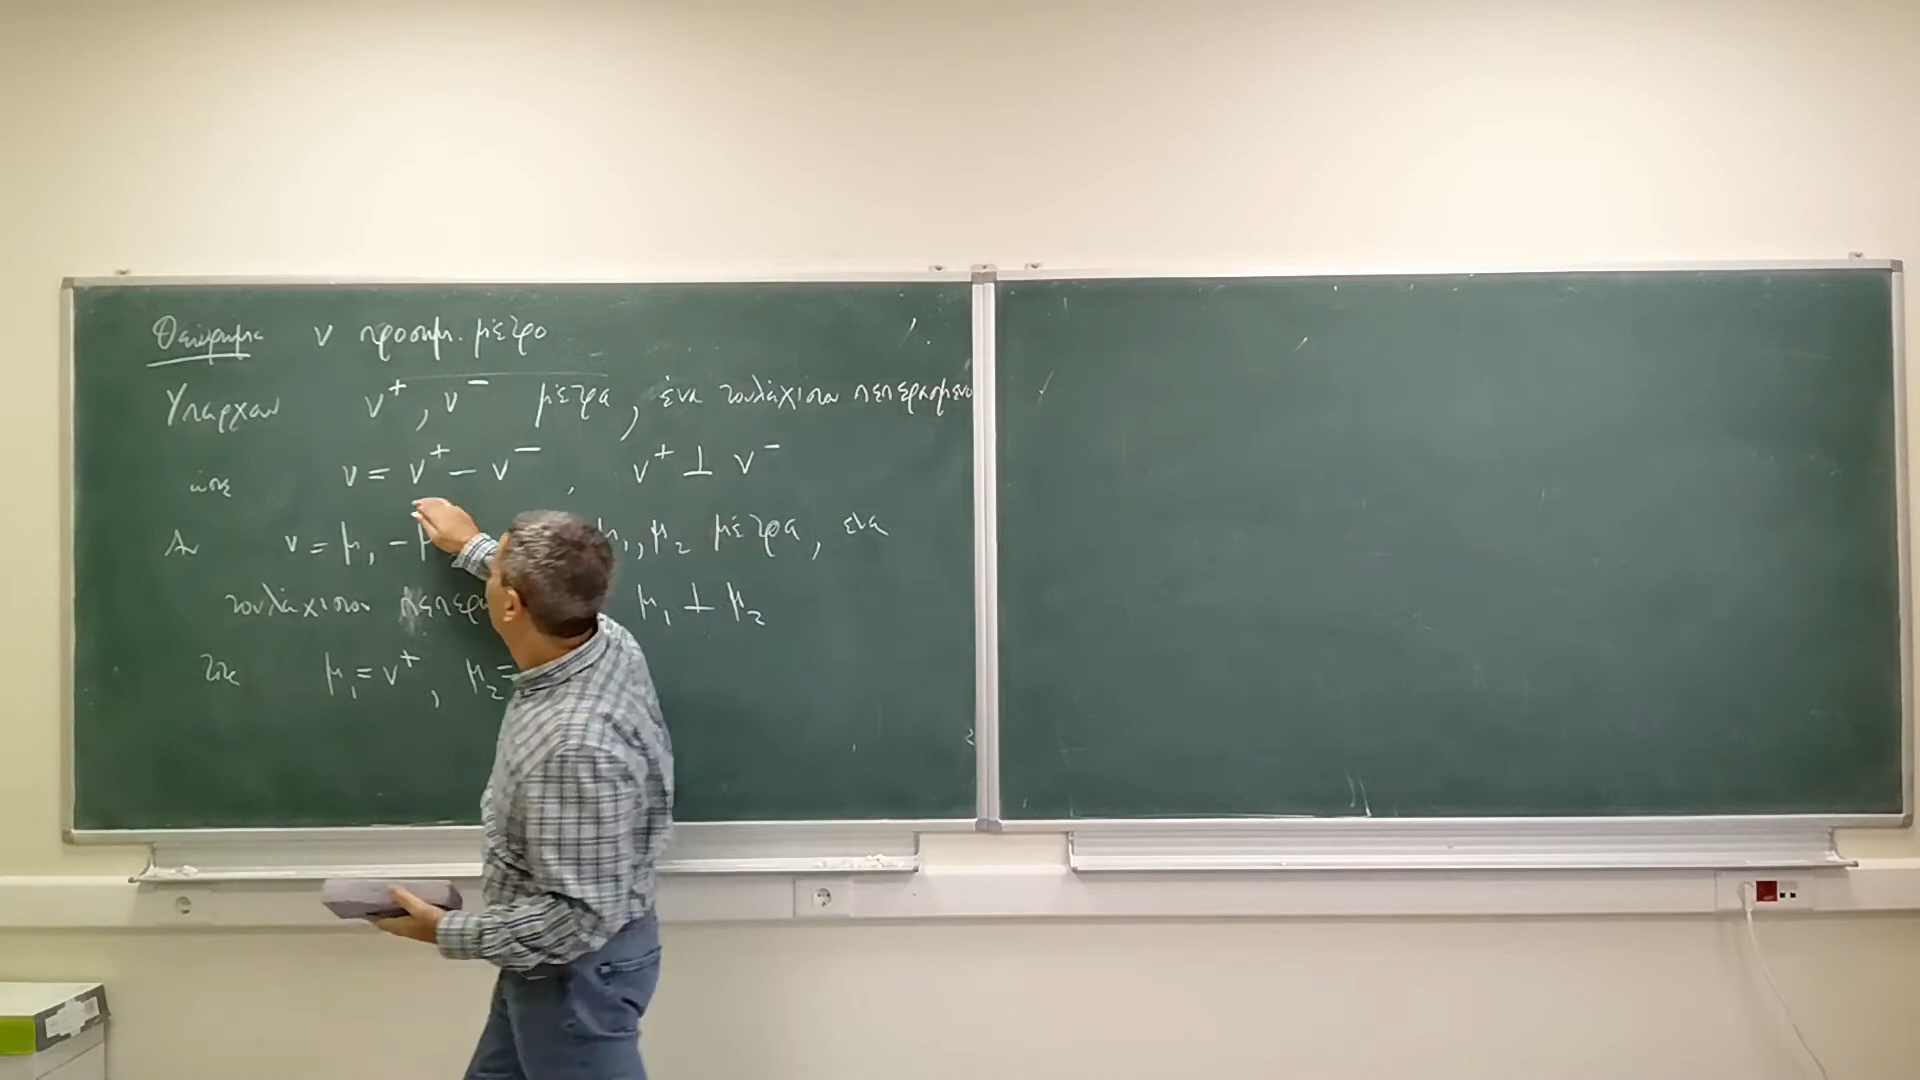 Θεώρημα ν προσημ. μέτρο
Υπάρχουν ν⁺, ν⁻ μέτρα, ένα τουλάχιστον πεπερασμένο
ώστε ν = ν⁺ − ν⁻, ν⁺ ⊥ ν⁻
Αν ν = μ₁ − μ μ₁, μ₂ μέτρα, ένα
τουλάχιστον πεπερα μ₁ ⊥ μ₂
τότε μ₁ = ν⁺, μ₂ =